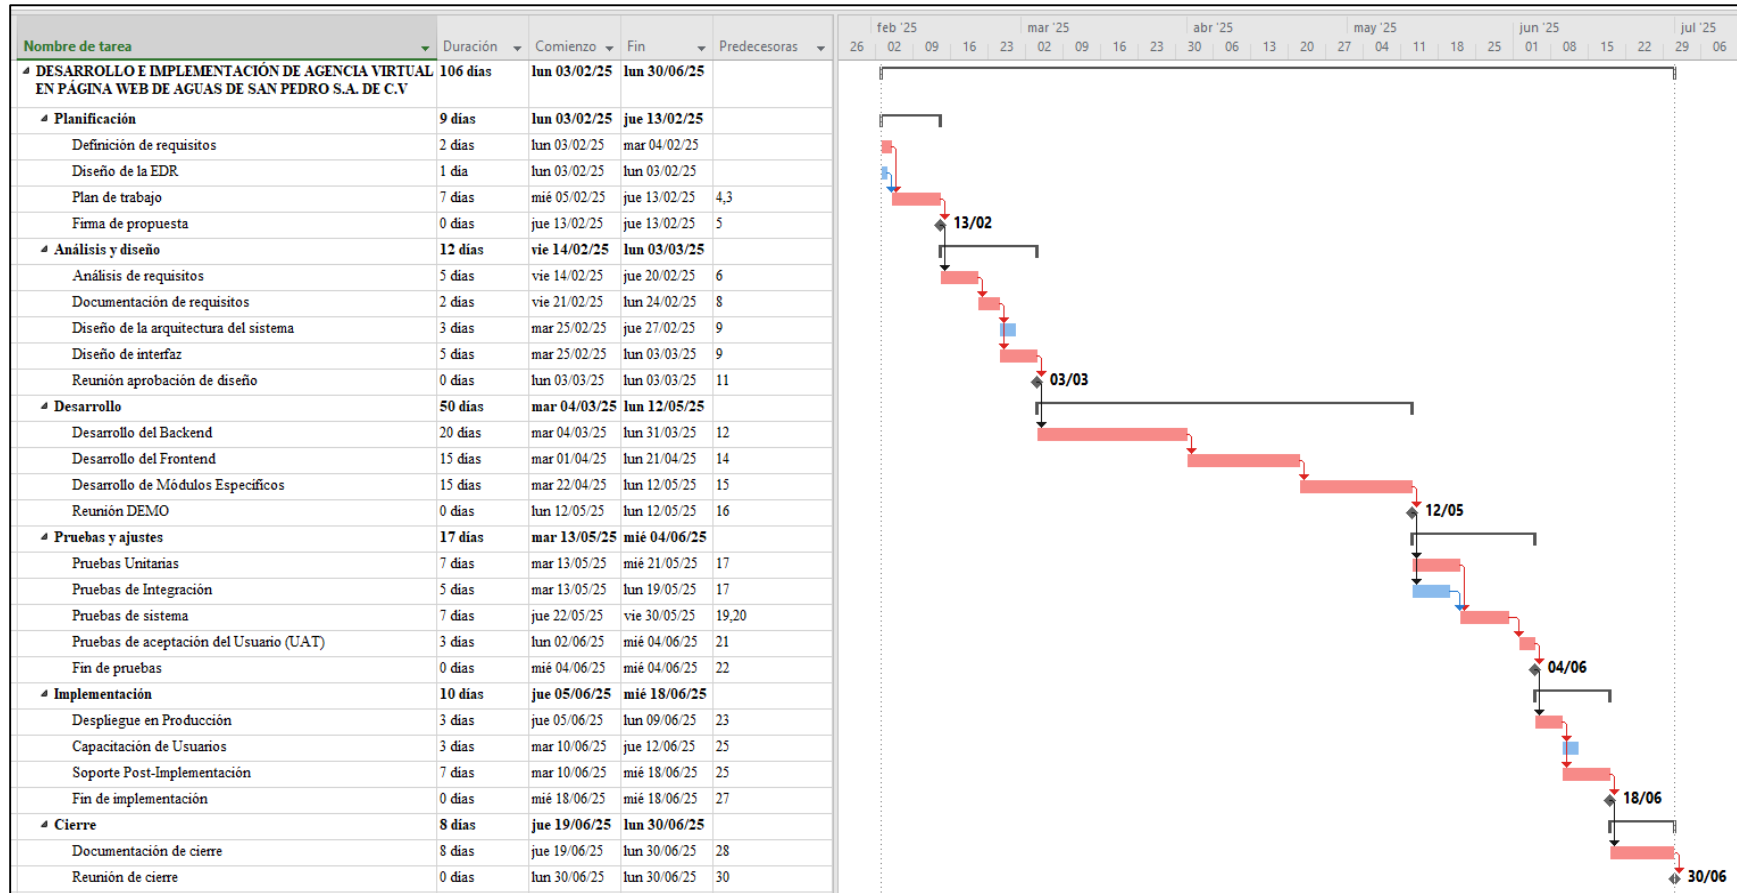 feb '25 mar '25 abr '25 may '25 jun '25 jul '25
Nombre de tarea Duración Comienzo Fin Predecesoras 26 02 09 16 23 02 09 16 23 30 06 13 20 27 04 11 18 25 01 08 15 22 29 06
DESARROLLO E IMPLEMENTACIÓN DE AGENCIA VIRTUAL 106 días lun 03/02/25 lun 30/06/25
EN PÁGINA WEB DE AGUAS DE SAN PEDRO S.A. DE C.V
Planificación 9 días lun 03/02/25 jue 13/02/25
Definición de requisitos 2 días lun 03/02/25 mar 04/02/25
Diseño de la EDR 1 día lun 03/02/25 lun 03/02/25
Plan de trabajo 7 días mié 05/02/25 jue 13/02/25 4,3
Firma de propuesta 0 días jue 13/02/25 jue 13/02/25 5 13/02
Análisis y diseño 12 días vie 14/02/25 lun 03/03/25
Análisis de requisitos 5 días vie 14/02/25 jue 20/02/25 6
Documentación de requisitos 2 días vie 21/02/25 lun 24/02/25 8
Diseño de la arquitectura del sistema 3 días mar 25/02/25 jue 27/02/25 9
Diseño de interfaz 5 días mar 25/02/25 lun 03/03/25 9
Reunión aprobación de diseño 0 días lun 03/03/25 lun 03/03/25 11 03/03
Desarrollo 50 días mar 04/03/25 lun 12/05/25
Desarrollo del Backend 20 días mar 04/03/25 lun 31/03/25 12
Desarrollo del Frontend 15 días mar 01/04/25 lun 21/04/25 14
Desarrollo de Módulos Específicos 15 días mar 22/04/25 lun 12/05/25 15
Reunión DEMO 0 días lun 12/05/25 lun 12/05/25 16 12/05
Pruebas y ajustes 17 días mar 13/05/25 mié 04/06/25
Pruebas Unitarias 7 días mar 13/05/25 mié 21/05/25 17
Pruebas de Integración 5 días mar 13/05/25 lun 19/05/25 17
Pruebas de sistema 7 días jue 22/05/25 vie 30/05/25 19,20
Pruebas de aceptación del Usuario (UAT) 3 días lun 02/06/25 mié 04/06/25 21
Fin de pruebas 0 días mié 04/06/25 mié 04/06/25 22 04/06
Implementación 10 días jue 05/06/25 mié 18/06/25
Despliegue en Producción 3 días jue 05/06/25 lun 09/06/25 23
Capacitación de Usuarios 3 días mar 10/06/25 jue 12/06/25 25
Soporte Post-Implementación 7 días mar 10/06/25 mié 18/06/25 25
Fin de implementación 0 días mié 18/06/25 mié 18/06/25 27 18/06
Cierre 8 días jue 19/06/25 lun 30/06/25
Documentación de cierre 8 días jue 19/06/25 lun 30/06/25 28
Reunión de cierre 0 días lun 30/06/25 lun 30/06/25 30 30/06